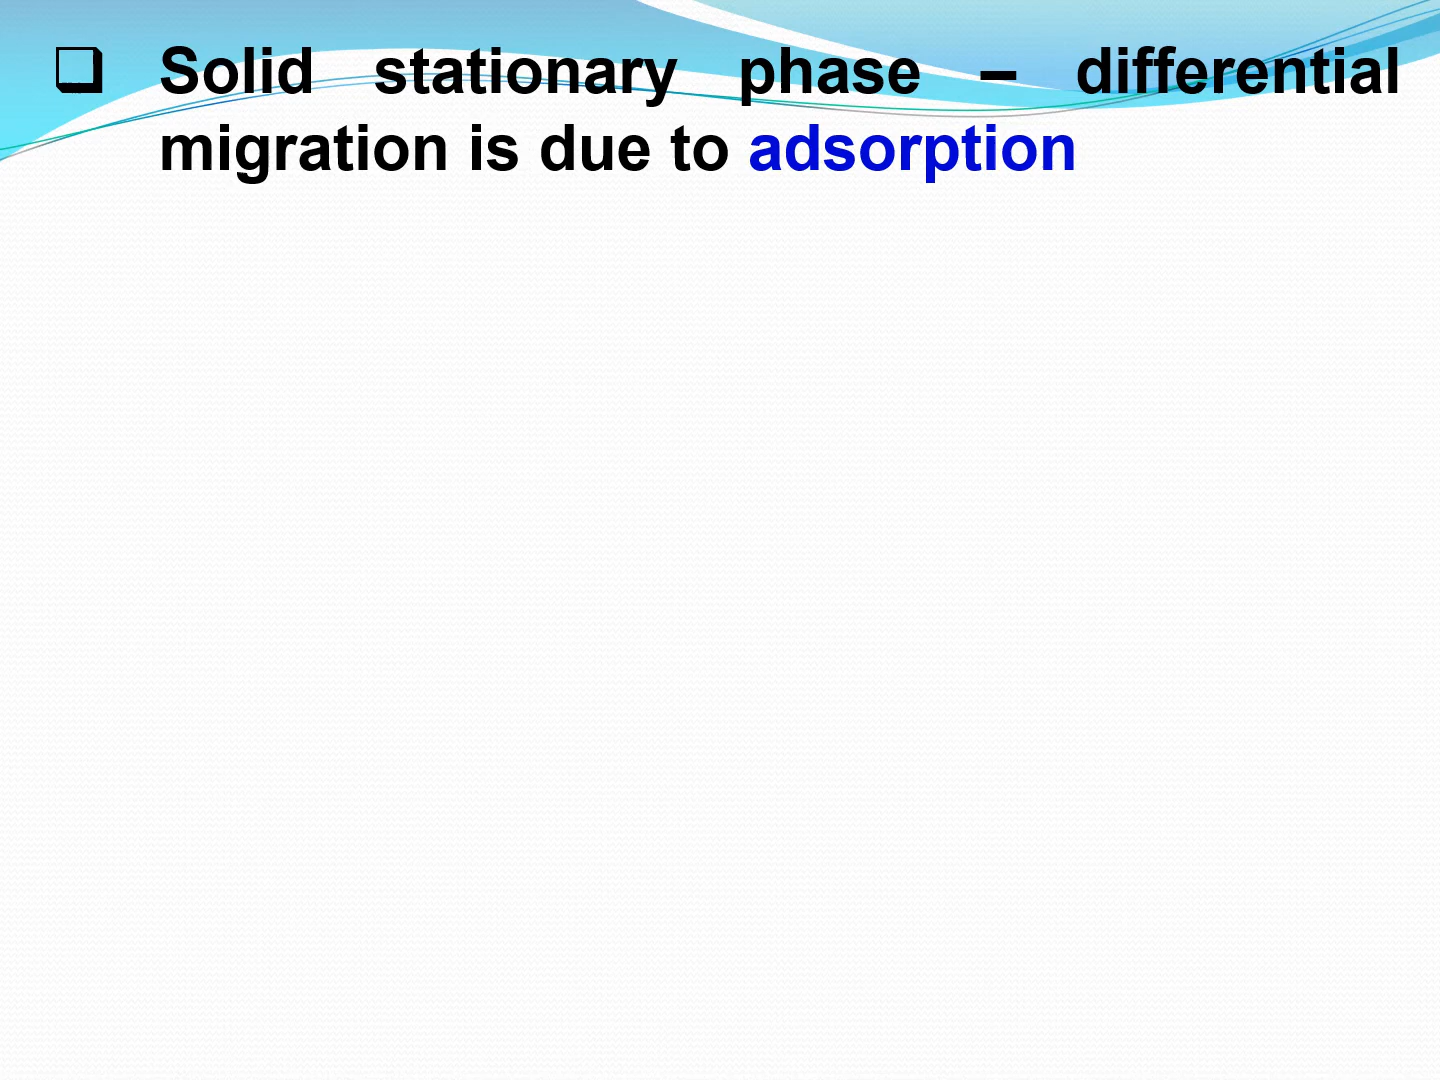 ❑ Solid stationary phase – differential
migration is due to adsorption